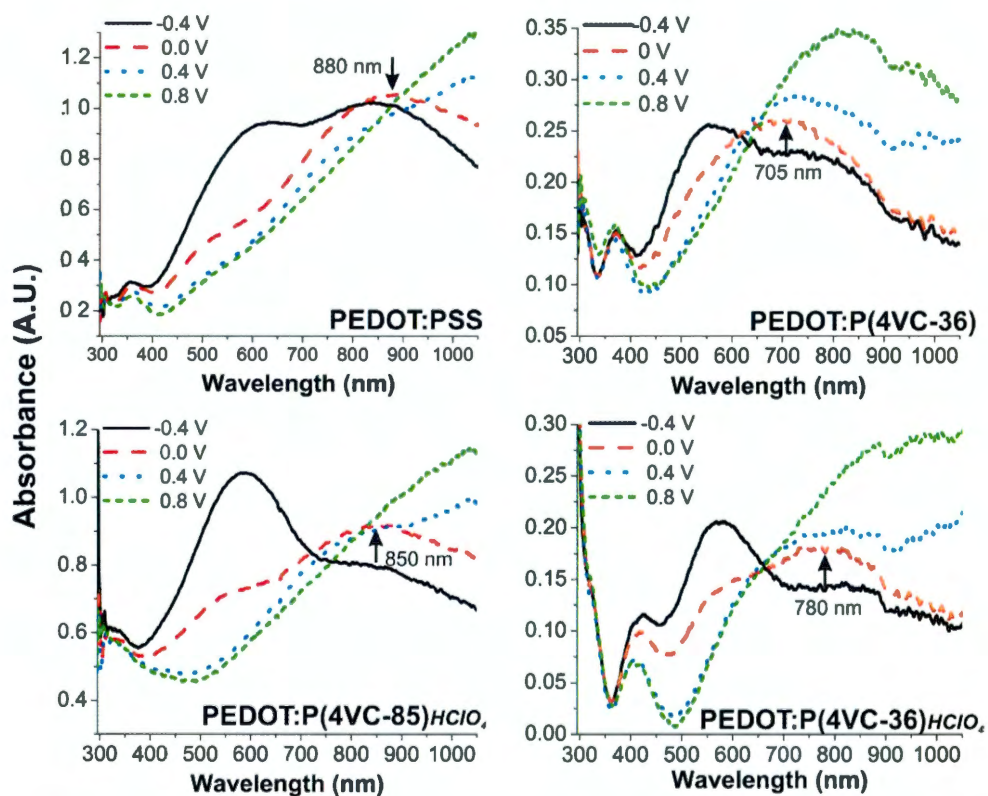 Absorbance (A.U.)
-0.4 V
0.0 V
0.4 V
0.8 V
880 nm
1.2
1.0
0.8
0 6
0.4
0.2
PEDOT:PSS
300 400 500 600 700 800 900 1000
Wavelength (nm)
-0.4 V
0 V
0.4 V
0.8 V
705 nm
0.35
0.30
0.25
0.20
0.15
0.10
0.05
PEDOT:P(4VC-36)
300 400 500 600 700 800 900 1000
Wavelength (nm)
-0.4 V
0.0 V
0.4 V
0.8 V
850 nm
1.2
1.0
0.8
0.6
0.4
PEDOT:P(4VC-85)HClO₄
300 400 500 600 700 800 900 1000
Wavelength (nm)
-0.4 V
0.0 V
0.4 V
0.8 V
780 nm
0.30
0.25
0.20
0.15
0.10
0.05
0.00
PEDOT:P(4VC-36)HClO₄
300 400 500 600 700 800 900 1000
Wavelength (nm)